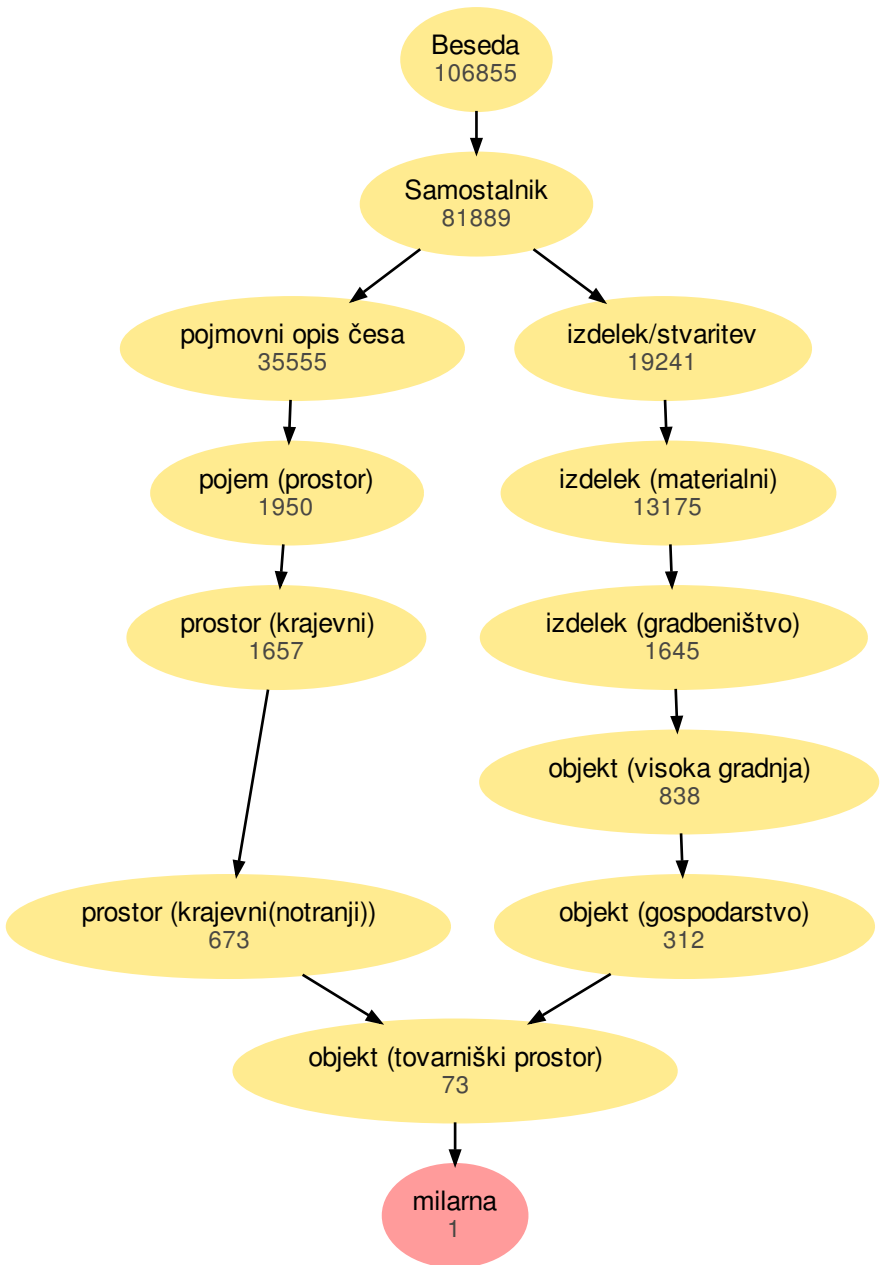 Beseda
106855
Samostalnik
81889
pojmovni opis česa
35555
izdelek/stvaritev
19241
pojem (prostor)
1950
izdelek (materialni)
13175
prostor (krajevni)
1657
izdelek (gradbeništvo)
1645
objekt (visoka gradnja)
838
prostor (krajevni(notranji))
673
objekt (gospodarstvo)
312
objekt (tovarniški prostor)
73
milarna
1